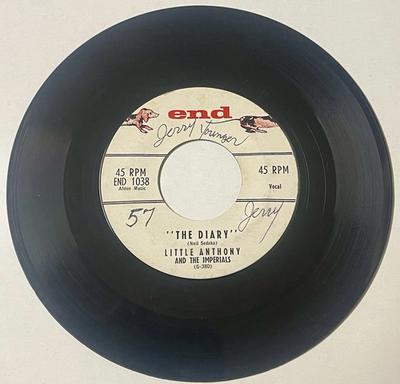 end
Jerry Younger
45 RPM
END 1038
Aldon Music
45 RPM
Vocal
57
Jerry
"THE DIARY"
(Neil Sedaka)
LITTLE ANTHONY
AND THE IMPERIALS
(G-380)